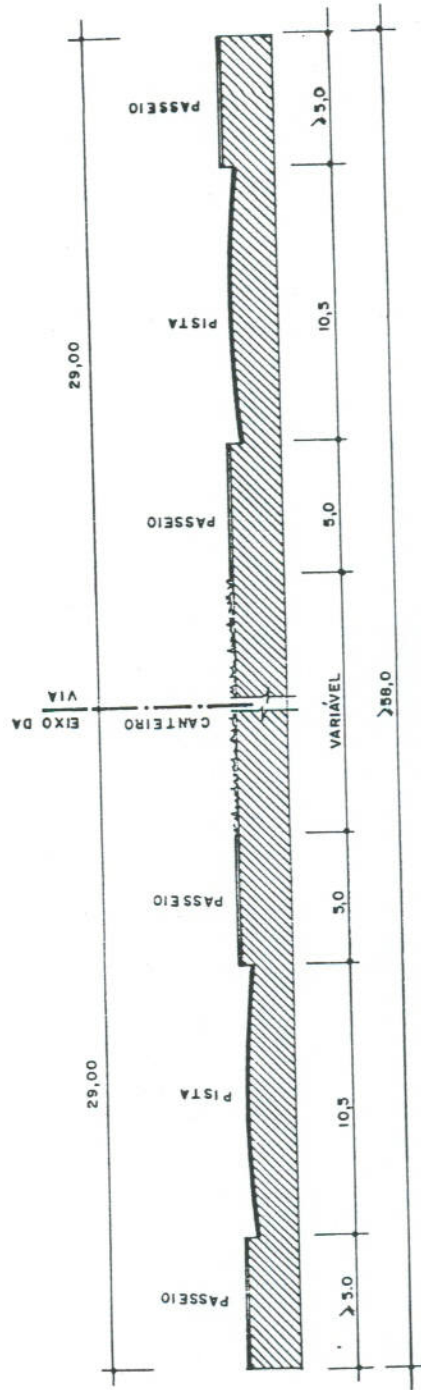 29,00
29,00
PASSEIO
PISTA
PASSEIO
CANTEIRO
EIXO DA
VIA
PASSEIO
PISTA
PASSEIO
⩾5.0
10,5
5,0
VARIÁVEL
5,0
10,5
⩾5,0
⩾58,0